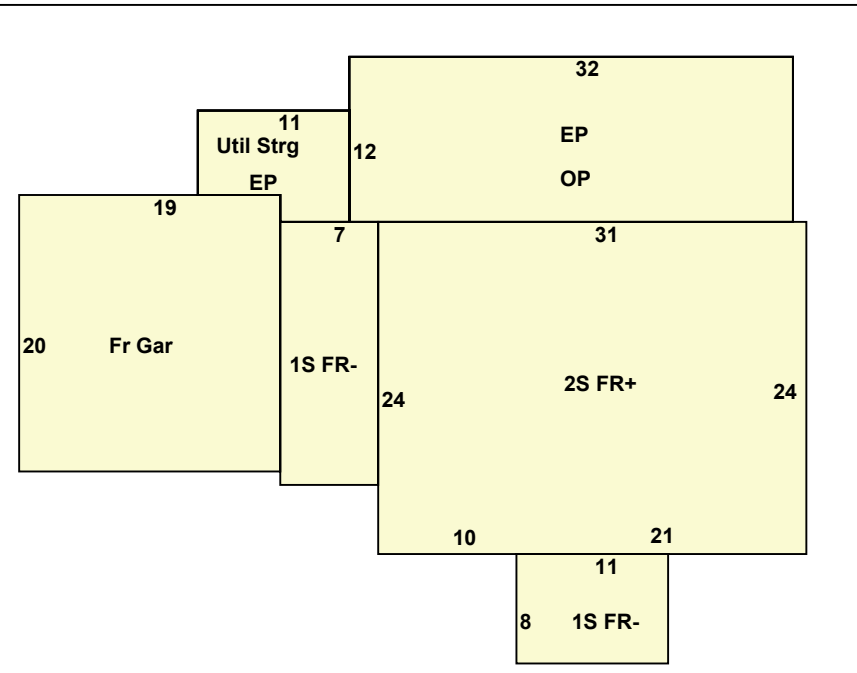 32
11
Util Strg
EP
12
EP
OP
19
7
31
20
Fr Gar
1S FR-
24
2S FR+
24
10
21
11
8
1S FR-